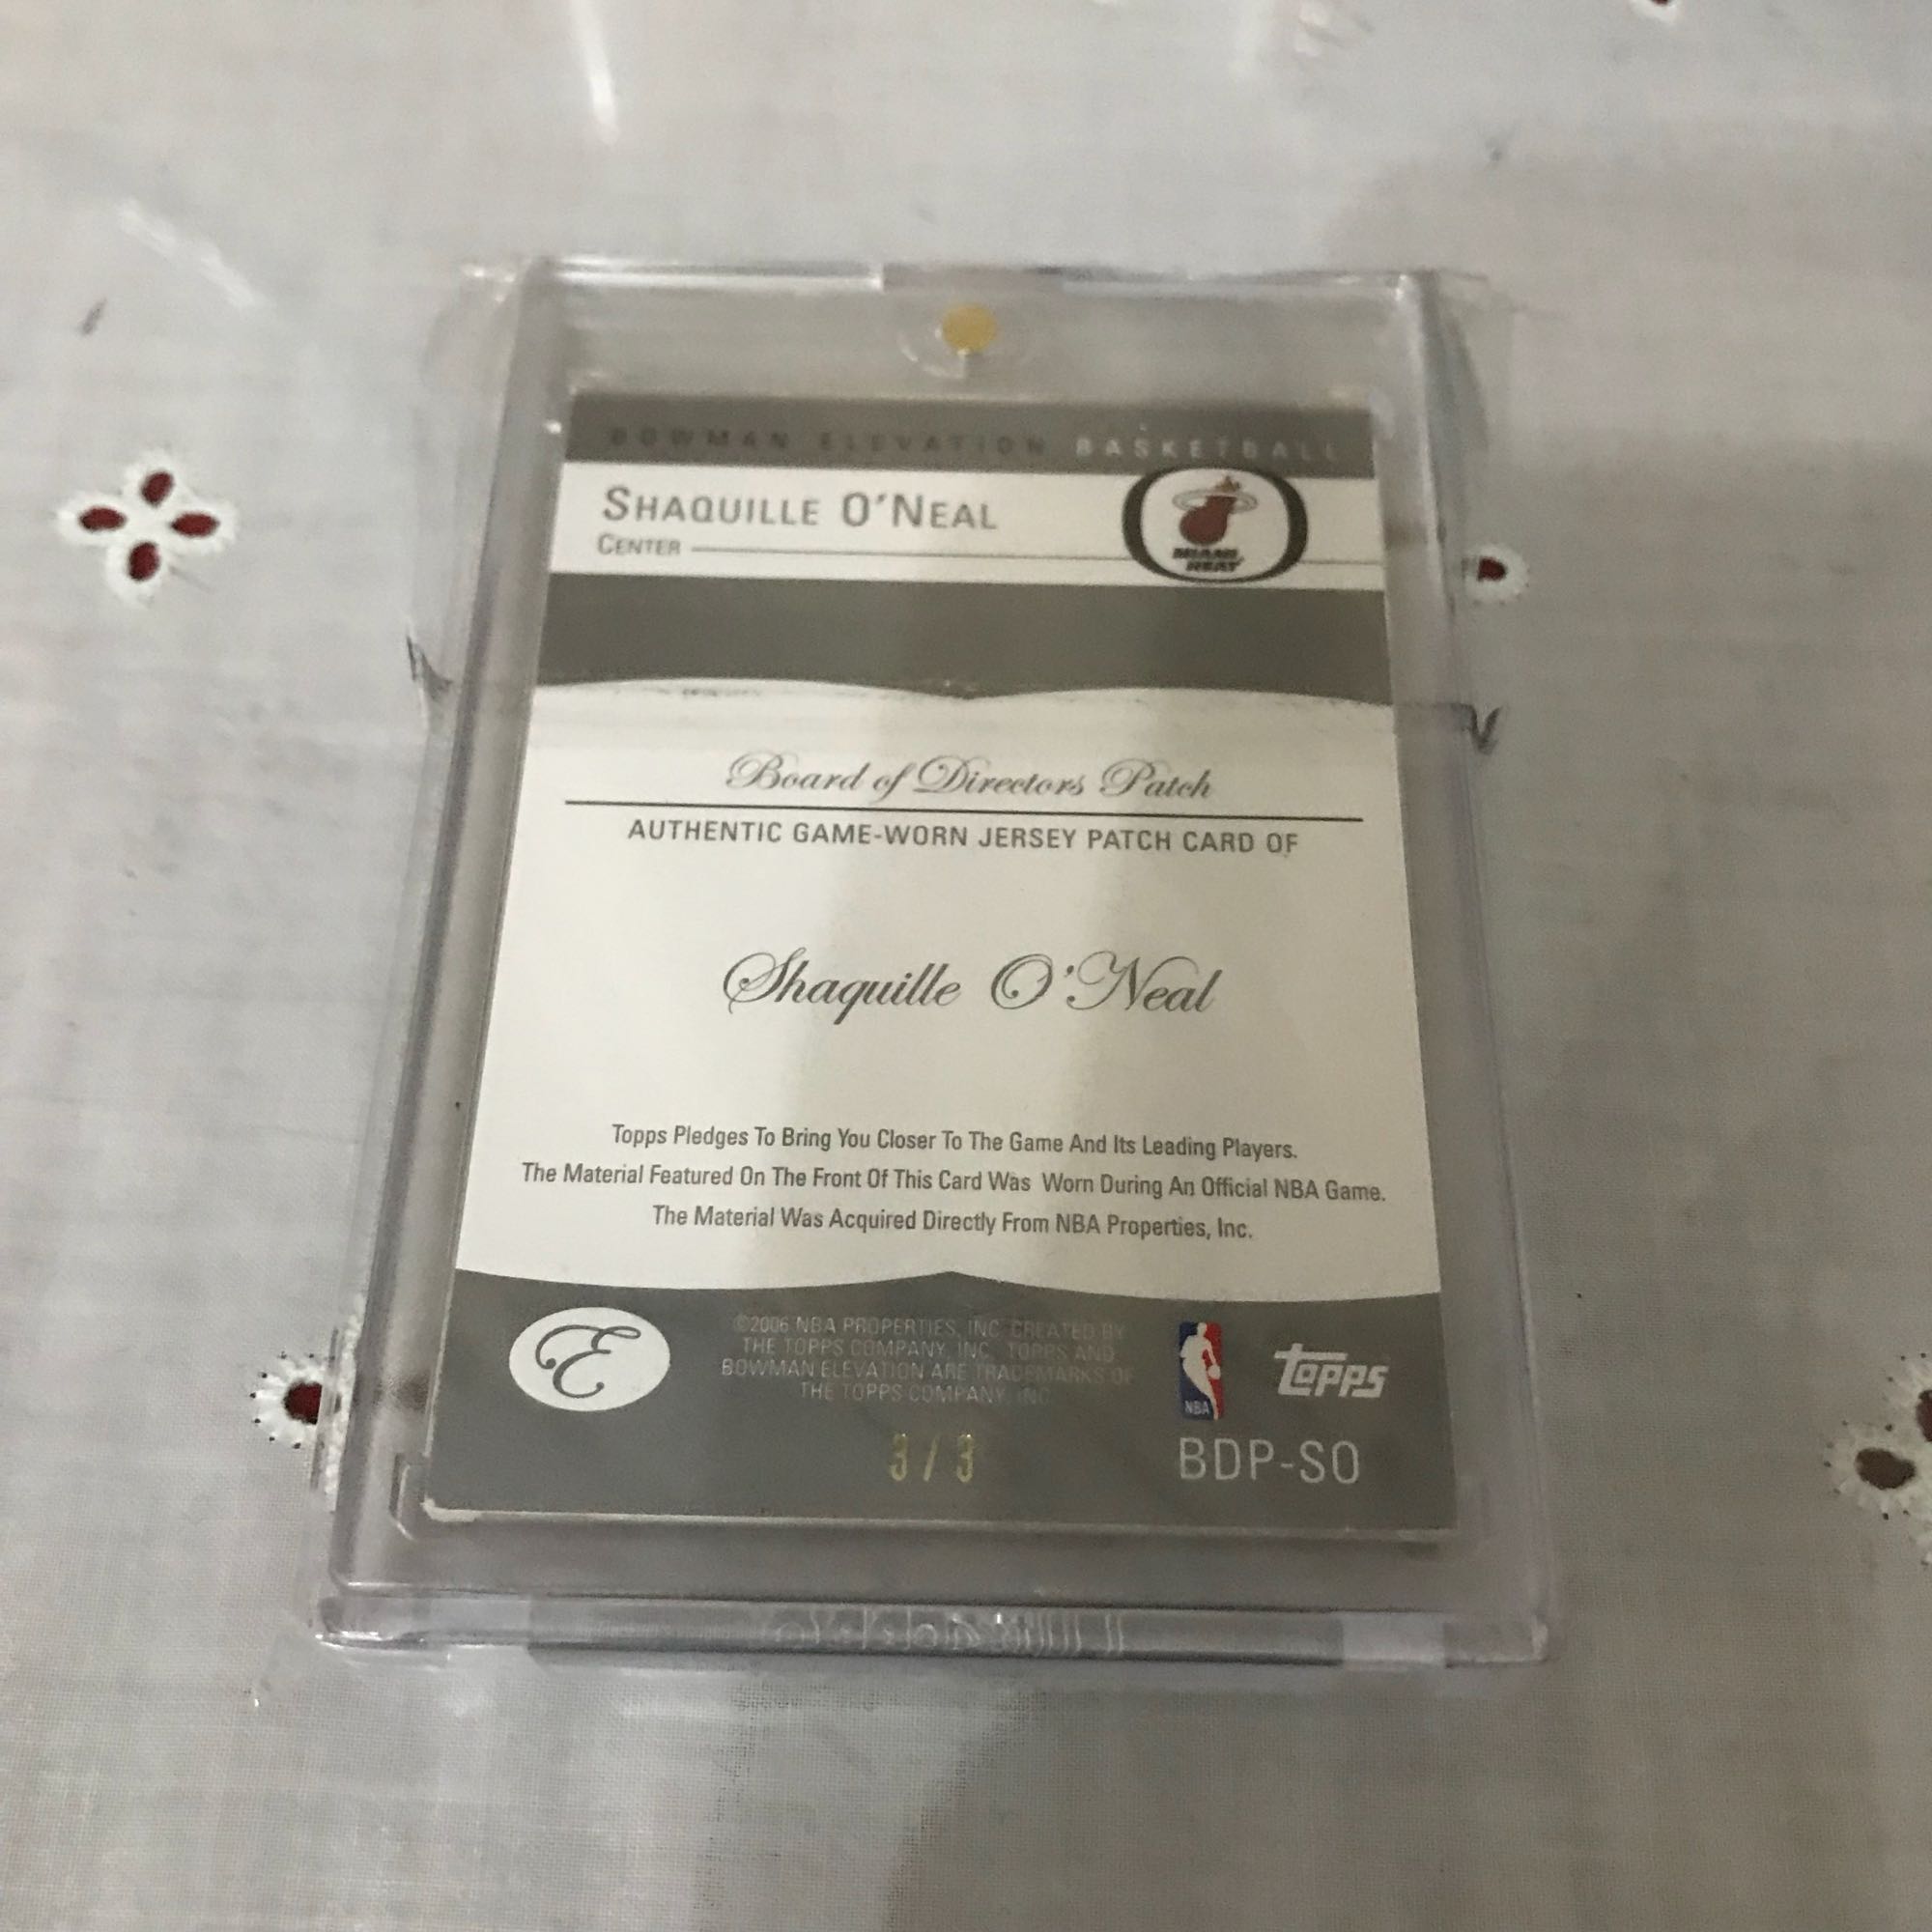 BOWMAN ELEVATION BASKETBALL
SHAQUILLE O'NEAL
CENTER
MIAMI
HEAT
Board of Directors Patch
AUTHENTIC GAME-WORN JERSEY PATCH CARD OF
Shaquille O'Neal
Topps Pledges To Bring You Closer To The Game And Its Leading Players.
The Material Featured On The Front Of This Card Was Worn During An Official NBA Game.
The Material Was Acquired Directly From NBA Properties, Inc.
E
©2006 NBA PROPERTIES, INC. CREATED BY
THE TOPPS COMPANY, INC. TOPPS AND
BOWMAN ELEVATION ARE TRADEMARKS OF
THE TOPPS COMPANY, INC.
NBA
topps
3/3
BDP-SO